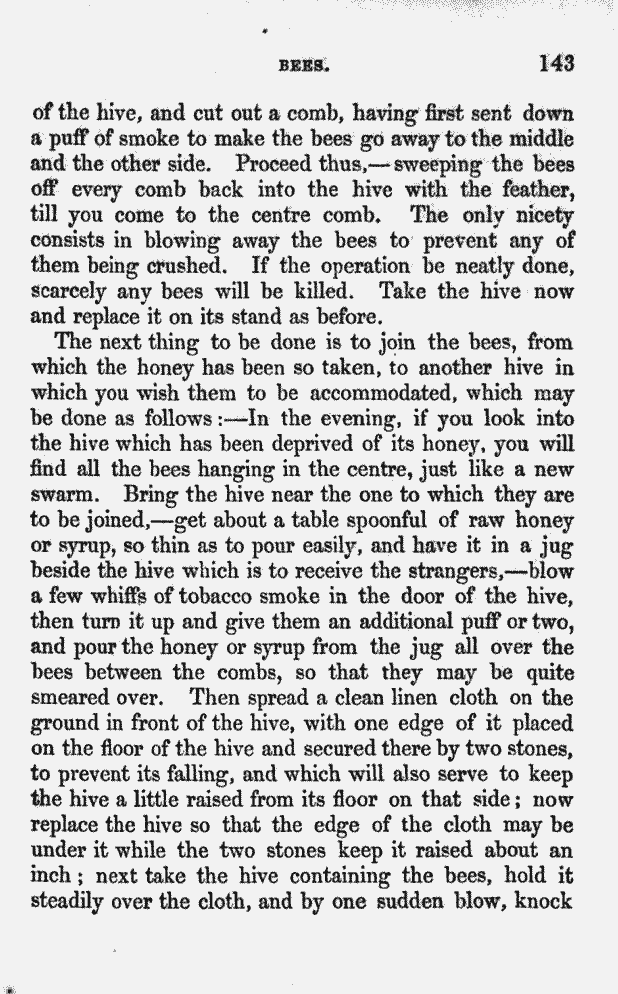 BEES. 143
of the hive, and cut out a comb, having first sent down
a puff of smoke to make the bees go away to the middle
and the other side. Proceed thus,—sweeping the bees
off every comb back into the hive with the feather,
till you come to the centre comb. The only nicety
consists in blowing away the bees to prevent any of
them being crushed. If the operation be neatly done,
scarcely any bees will be killed. Take the hive now
and replace it on its stand as before.
The next thing to be done is to join the bees, from
which the honey has been so taken, to another hive in
which you wish them to be accommodated, which may
be done as follows:—In the evening, if you look into
the hive which has been deprived of its honey, you will
find all the bees hanging in the centre, just like a new
swarm. Bring the hive near the one to which they are
to be joined,—get about a table spoonful of raw honey
or syrup, so thin as to pour easily, and have it in a jug
beside the hive which is to receive the strangers,—blow
a few whiffs of tobacco smoke in the door of the hive,
then turn it up and give them an additional puff or two,
and pour the honey or syrup from the jug all over the
bees between the combs, so that they may be quite
smeared over. Then spread a clean linen cloth on the
ground in front of the hive, with one edge of it placed
on the floor of the hive and secured there by two stones,
to prevent its falling, and which will also serve to keep
the hive a little raised from its floor on that side; now
replace the hive so that the edge of the cloth may be
under it while the two stones keep it raised about an
inch; next take the hive containing the bees, hold it
steadily over the cloth, and by one sudden blow, knock